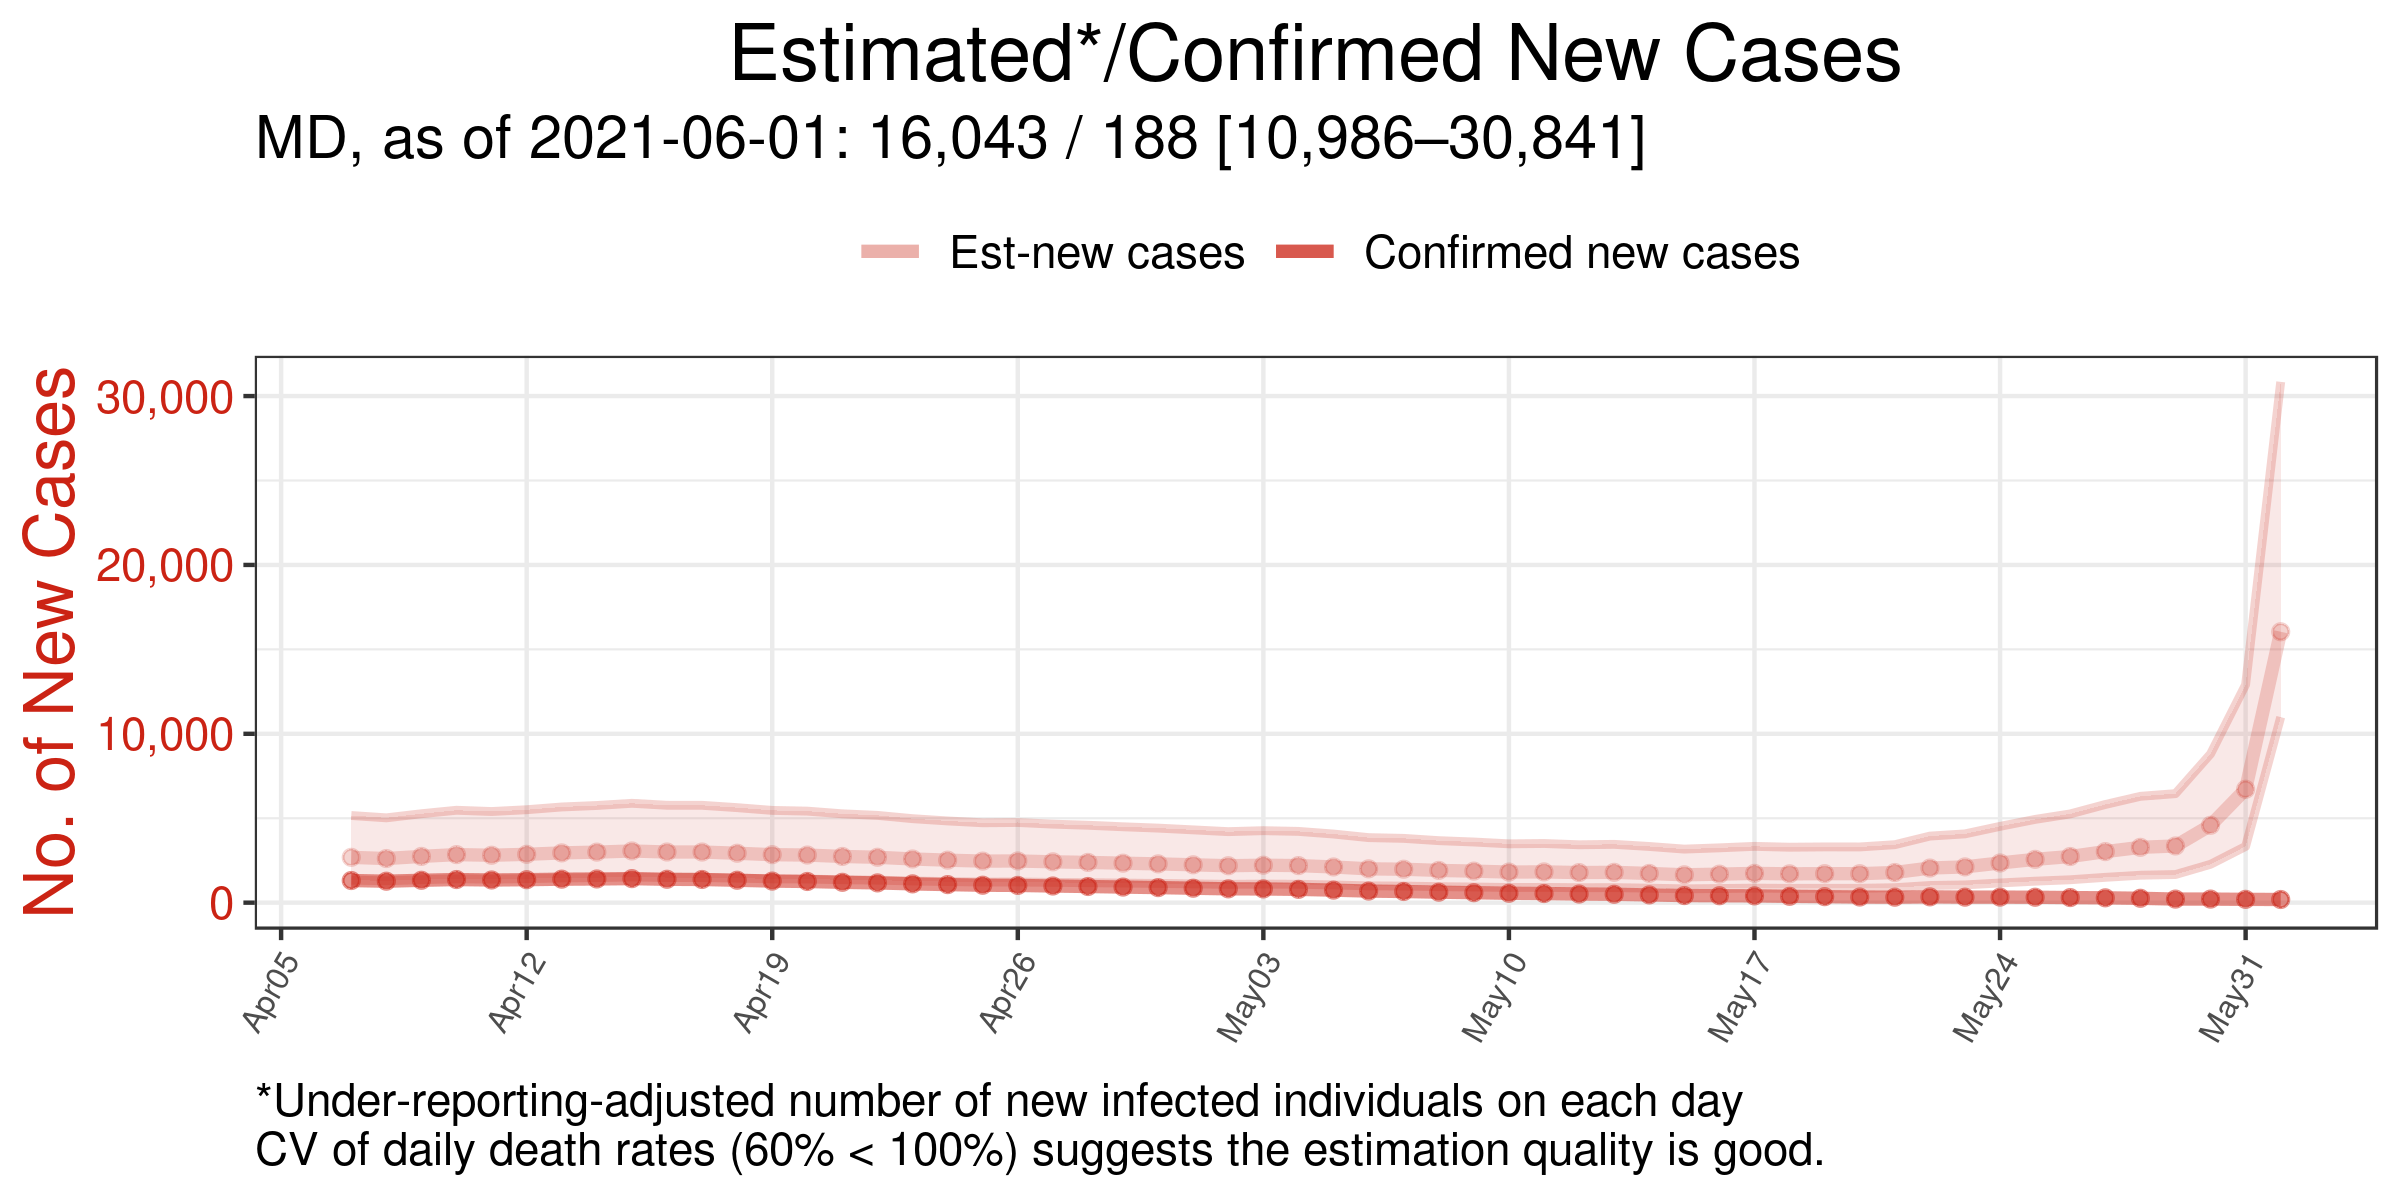 Estimated*/Confirmed New Cases
MD, as of 2021-06-01: 16,043 / 188 [10,986–30,841]
Est-new cases
Confirmed new cases
No. of New Cases
30,000
20,000
10,000
0
Apr05
Apr12
Apr19
Apr26
May03
May10
May17
May24
May31
*Under-reporting-adjusted number of new infected individuals on each day
CV of daily death rates (60% < 100%) suggests the estimation quality is good.